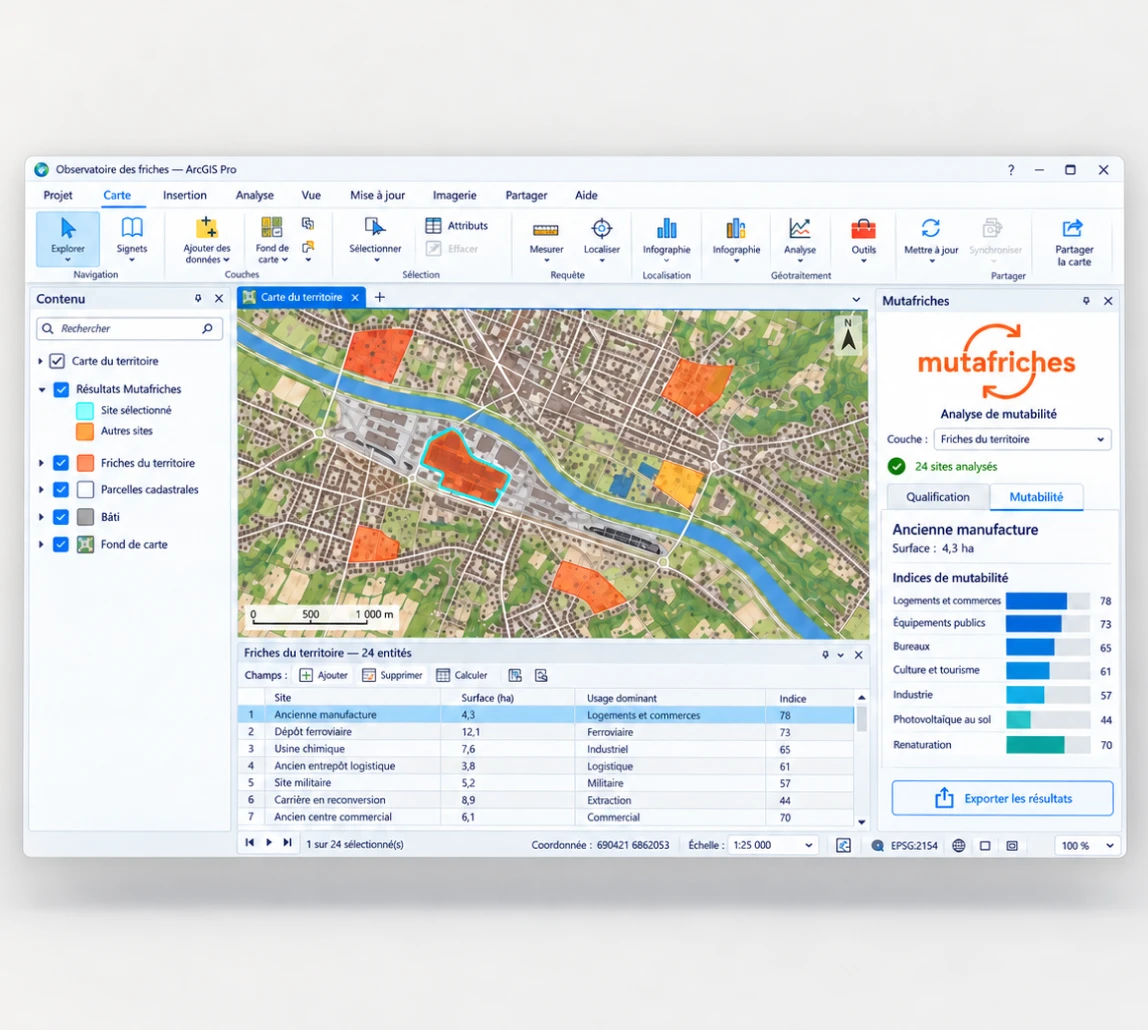 Observatoire des friches — ArcGIS Pro
?
Projet Carte Insertion Analyse Vue Mise à jour Imagerie Partager Aide
Explorer
Signets
Navigation
Ajouter des
données
Fond de
carte
Couches
Sélectionner
Attributs
Effacer
Sélection
Mesurer
Localiser
Requête
Infographie
Localisation
Infographie
Analyse
Outils
Géotraitement
Mettre à jour
Synchroniser
Partager
Partager
la carte
Contenu
Rechercher
Carte du territoire
Résultats Mutafriches
Site sélectionné
Autres sites
Friches du territoire
Parcelles cadastrales
Bâti
Fond de carte
Carte du territoire
N
0 500 1 000 m
Friches du territoire — 24 entités
Champs : Ajouter Supprimer Calculer
Site Surface (ha) Usage dominant Indice
1 Ancienne manufacture 4,3 Logements et commerces 78
2 Dépôt ferroviaire 12,1 Ferroviaire 73
3 Usine chimique 7,6 Industriel 65
4 Ancien entrepôt logistique 3,8 Logistique 61
5 Site militaire 5,2 Militaire 57
6 Carrière en reconversion 8,9 Extraction 44
7 Ancien centre commercial 6,1 Commercial 70
1 sur 24 sélectionné(s)
Coordonnée : 690421 6862053
Échelle : 1:25 000
EPSG:2154
100 %
Mutafriches
mutafriches
Analyse de mutabilité
Couche : Friches du territoire
24 sites analysés
Qualification Mutabilité
Ancienne manufacture
Surface : 4,3 ha
Indices de mutabilité
Logements et commerces 78
Équipements publics 73
Bureaux 65
Culture et tourisme 61
Industrie 57
Photovoltaïque au sol 44
Renaturation 70
Exporter les résultats